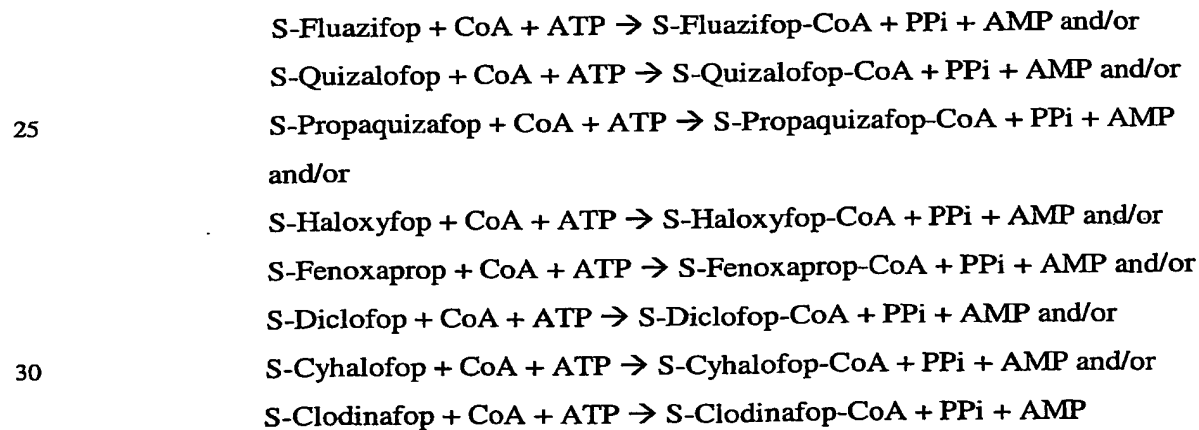 S-Fluazifop + CoA + ATP → S-Fluazifop-CoA + PPi + AMP and/or
S-Quizalofop + CoA + ATP → S-Quizalofop-CoA + PPi + AMP and/or
25 S-Propaquizafop + CoA + ATP → S-Propaquizafop-CoA + PPi + AMP
and/or
S-Haloxyfop + CoA + ATP → S-Haloxyfop-CoA + PPi + AMP and/or
S-Fenoxaprop + CoA + ATP → S-Fenoxaprop-CoA + PPi + AMP and/or
S-Diclofop + CoA + ATP → S-Diclofop-CoA + PPi + AMP and/or
30 S-Cyhalofop + CoA + ATP → S-Cyhalofop-CoA + PPi + AMP and/or
S-Clodinafop + CoA + ATP → S-Clodinafop-CoA + PPi + AMP